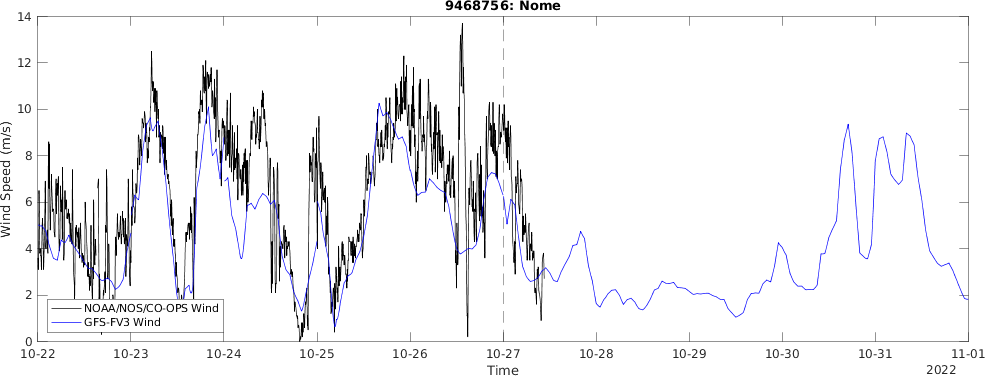 9468756: Nome
Wind Speed (m/s)
14
12
10
8
6
4
2
0
NOAA/NOS/CO-OPS Wind
GFS-FV3 Wind
10-22 10-23 10-24 10-25 10-26 10-27 10-28 10-29 10-30 10-31 11-01
Time
2022